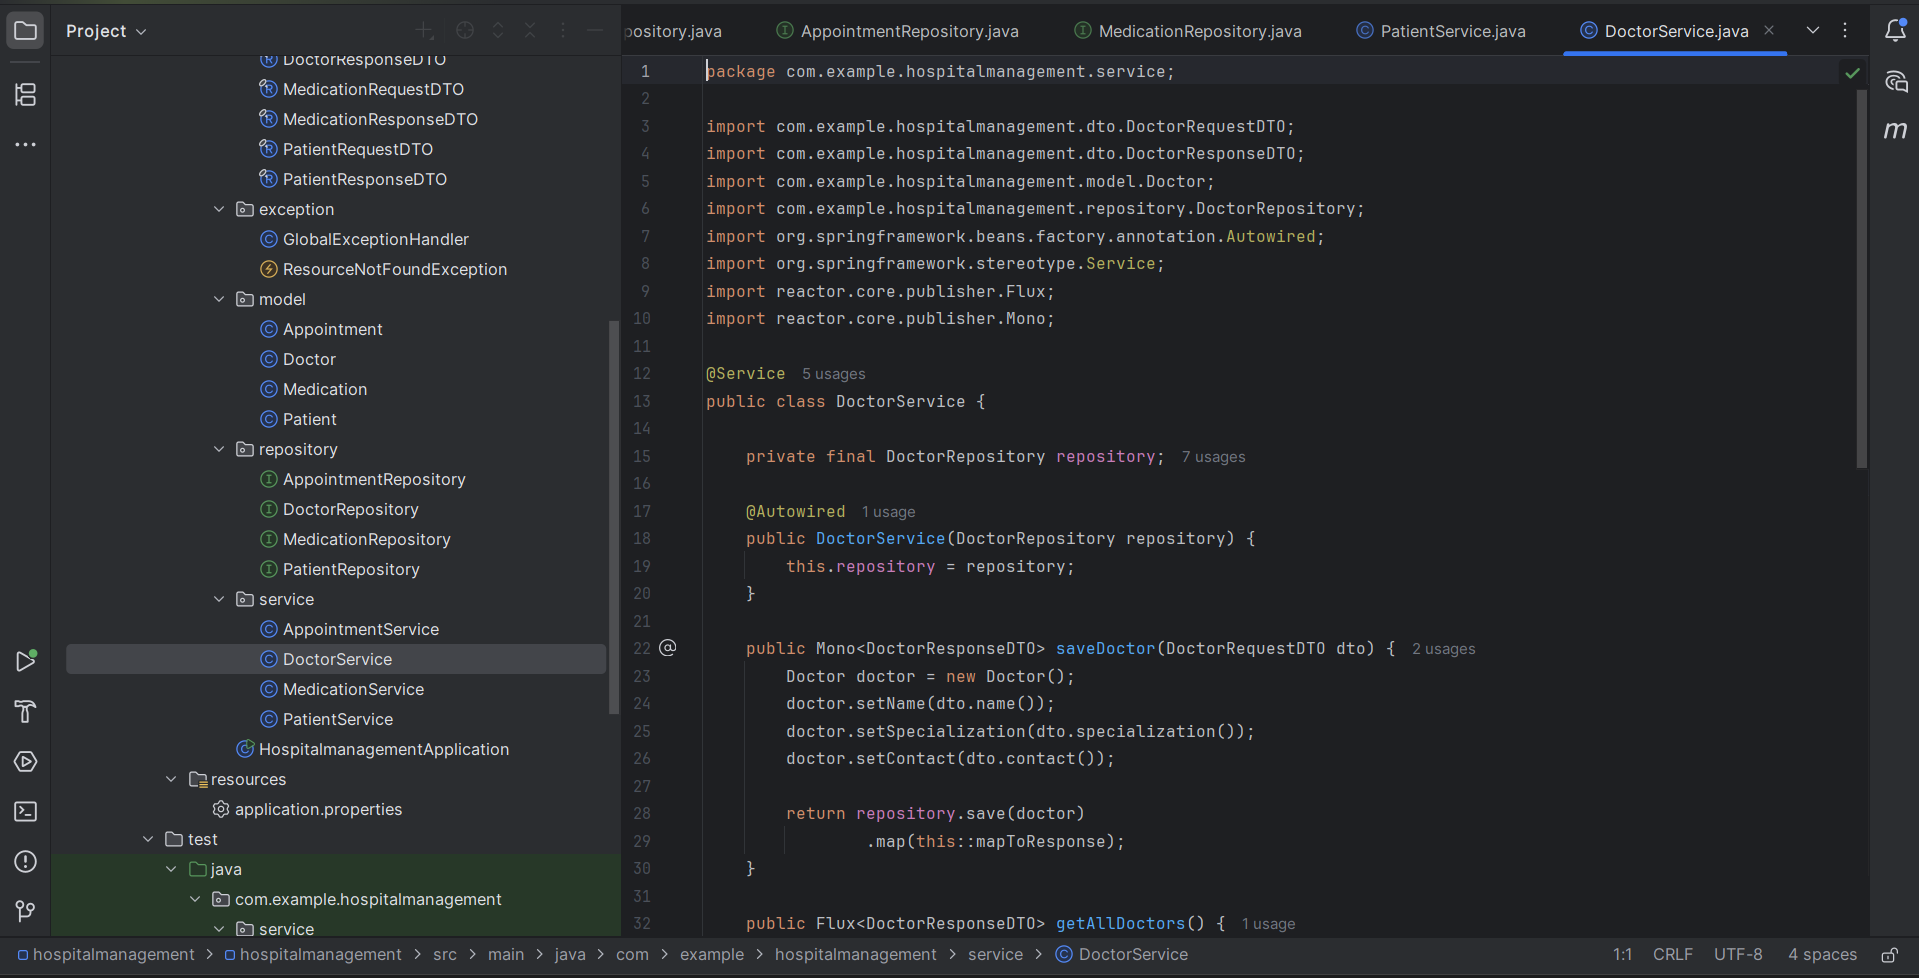 Project
DoctorResponseDTO
MedicationRequestDTO
MedicationResponseDTO
PatientRequestDTO
PatientResponseDTO
exception
GlobalExceptionHandler
ResourceNotFoundException
model
Appointment
Doctor
Medication
Patient
repository
AppointmentRepository
DoctorRepository
MedicationRepository
PatientRepository
service
AppointmentService
DoctorService
MedicationService
PatientService
HospitalmanagementApplication
resources
application.properties
test
java
com.example.hospitalmanagement
service
pository.java AppointmentRepository.java MedicationRepository.java PatientService.java DoctorService.java
1 package com.example.hospitalmanagement.service;
2
3 import com.example.hospitalmanagement.dto.DoctorRequestDTO;
4 import com.example.hospitalmanagement.dto.DoctorResponseDTO;
5 import com.example.hospitalmanagement.model.Doctor;
6 import com.example.hospitalmanagement.repository.DoctorRepository;
7 import org.springframework.beans.factory.annotation.Autowired;
8 import org.springframework.stereotype.Service;
9 import reactor.core.publisher.Flux;
10 import reactor.core.publisher.Mono;
11
12 @Service 5 usages
13 public class DoctorService {
14
15 private final DoctorRepository repository; 7 usages
16
17 @Autowired 1 usage
18 public DoctorService(DoctorRepository repository) {
19 this.repository = repository;
20 }
21
22 @ public Mono<DoctorResponseDTO> saveDoctor(DoctorRequestDTO dto) { 2 usages
23 Doctor doctor = new Doctor();
24 doctor.setName(dto.name());
25 doctor.setSpecialization(dto.specialization());
26 doctor.setContact(dto.contact());
27
28 return repository.save(doctor)
29 .map(this::mapToResponse);
30 }
31
32 public Flux<DoctorResponseDTO> getAllDoctors() { 1 usage
m
hospitalmanagement > hospitalmanagement > src > main > java > com > example > hospitalmanagement > service > DoctorService 1:1 CRLF UTF-8 4 spaces